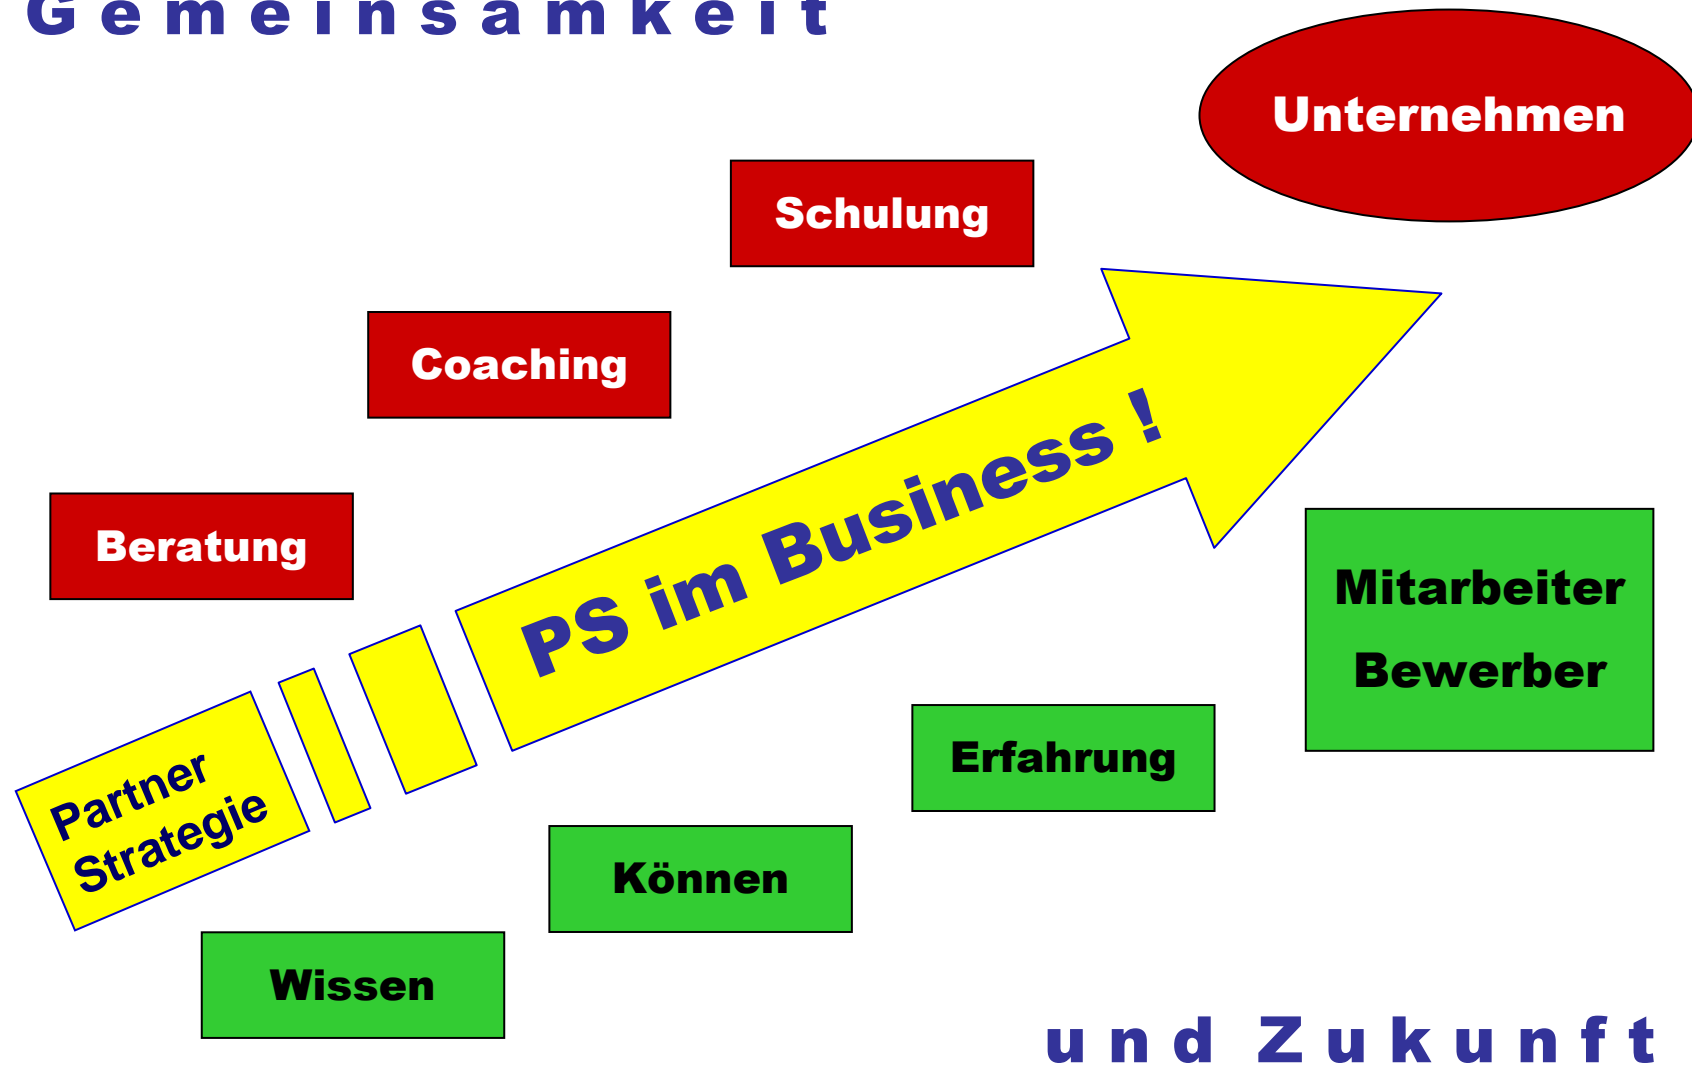 Gemeinsamkeit
Unternehmen
Schulung
Coaching
Beratung
PS im Business !
Partner
Strategie
Mitarbeiter
Bewerber
Erfahrung
Können
Wissen
und Zukunft